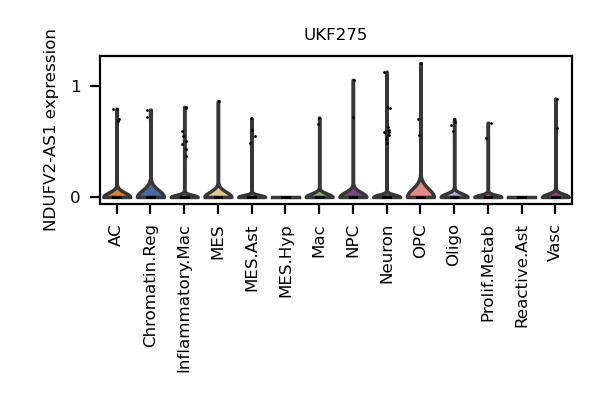 UKF275
NDUFV2-AS1 expression
1
0
AC
Chromatin.Reg
Inflammatory.Mac
MES
MES.Ast
MES.Hyp
Mac
NPC
Neuron
OPC
Oligo
Prolif.Metab
Reactive.Ast
Vasc